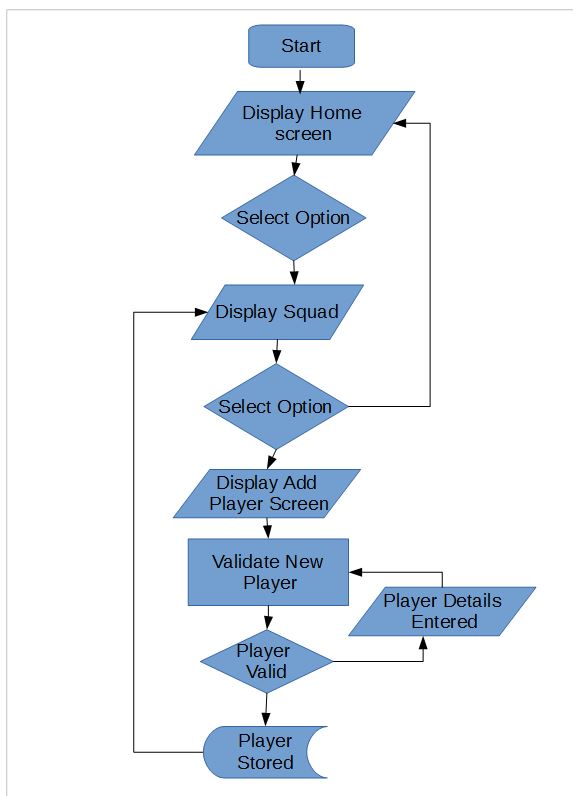 Start
Display Home
screen
Select Option
Display Squad
Select Option
Display Add
Player Screen
Validate New
Player
Player Details
Entered
Player
Valid
Player
Stored